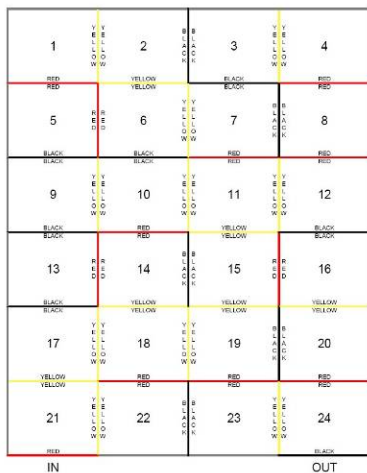 1 YELLOW YELLOW 2 BLACK BLACK 3 YELLOW YELLOW 4
RED YELLOW BLACK RED
RED YELLOW BLACK RED
5 RED RED 6 YELLOW YELLOW 7 BLACK BLACK 8
BLACK BLACK RED RED
BLACK BLACK RED RED
9 YELLOW YELLOW 10 YELLOW YELLOW 11 YELLOW YELLOW 12
BLACK RED YELLOW BLACK
BLACK RED YELLOW BLACK
13 RED RED 14 BLACK BLACK 15 RED RED 16
BLACK YELLOW YELLOW YELLOW
BLACK YELLOW YELLOW YELLOW
17 YELLOW YELLOW 18 YELLOW YELLOW 19 BLACK BLACK 20
YELLOW RED RED RED
YELLOW RED RED RED
21 YELLOW YELLOW 22 BLACK BLACK 23 YELLOW YELLOW 24
RED BLACK
IN OUT